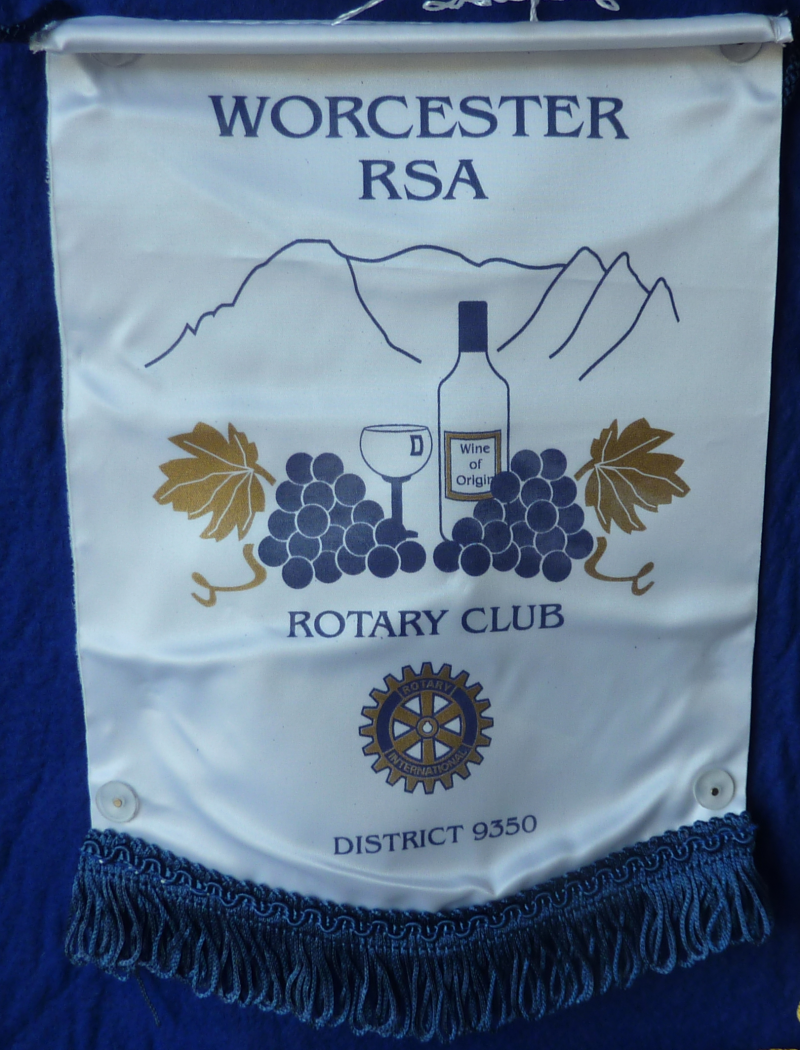 WORCESTER
RSA
Wine
of
Origin
ROTARY CLUB
ROTARY
INTERNATIONAL
DISTRICT 9350